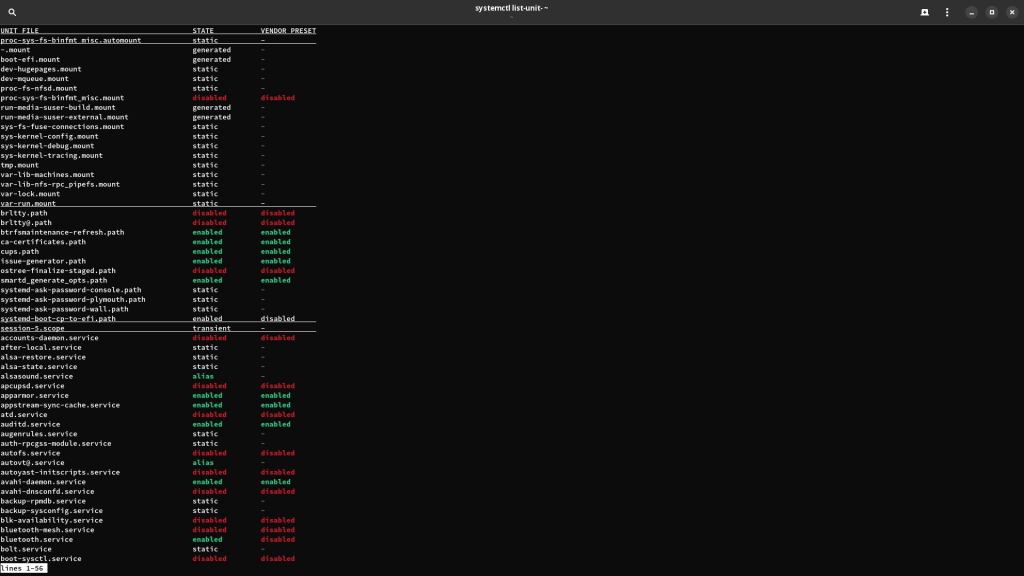 systemctl list-unit- ~
~
UNIT FILE STATE VENDOR PRESET
proc-sys-fs-binfmt_misc.automount static -
-.mount generated -
boot-efi.mount generated -
dev-hugepages.mount static -
dev-mqueue.mount static -
proc-fs-nfsd.mount static -
proc-sys-fs-binfmt_misc.mount disabled disabled
run-media-suser-build.mount generated -
run-media-suser-external.mount generated -
sys-fs-fuse-connections.mount static -
sys-kernel-config.mount static -
sys-kernel-debug.mount static -
sys-kernel-tracing.mount static -
tmp.mount static -
var-lib-machines.mount static -
var-lib-nfs-rpc_pipefs.mount static -
var-lock.mount static -
var-run.mount static -
brltty.path disabled disabled
brltty@.path disabled disabled
btrfsmaintenance-refresh.path enabled enabled
ca-certificates.path enabled enabled
cups.path enabled enabled
issue-generator.path enabled enabled
ostree-finalize-staged.path disabled disabled
smartd_generate_opts.path enabled enabled
systemd-ask-password-console.path static -
systemd-ask-password-plymouth.path static -
systemd-ask-password-wall.path static -
systemd-boot-cp-to-efi.path enabled disabled
session-5.scope transient -
accounts-daemon.service disabled disabled
after-local.service static -
alsa-restore.service static -
alsa-state.service static -
alsasound.service alias -
apcupsd.service disabled disabled
apparmor.service enabled enabled
appstream-sync-cache.service enabled enabled
atd.service disabled disabled
auditd.service enabled enabled
augenrules.service static -
auth-rpcgss-module.service static -
autofs.service disabled disabled
autovt@.service alias -
autoyast-initscripts.service disabled disabled
avahi-daemon.service enabled enabled
avahi-dnsconfd.service disabled disabled
backup-rpmdb.service static -
backup-sysconfig.service static -
blk-availability.service disabled disabled
bluetooth-mesh.service disabled disabled
bluetooth.service enabled disabled
bolt.service static -
boot-sysctl.service disabled disabled
lines 1-56